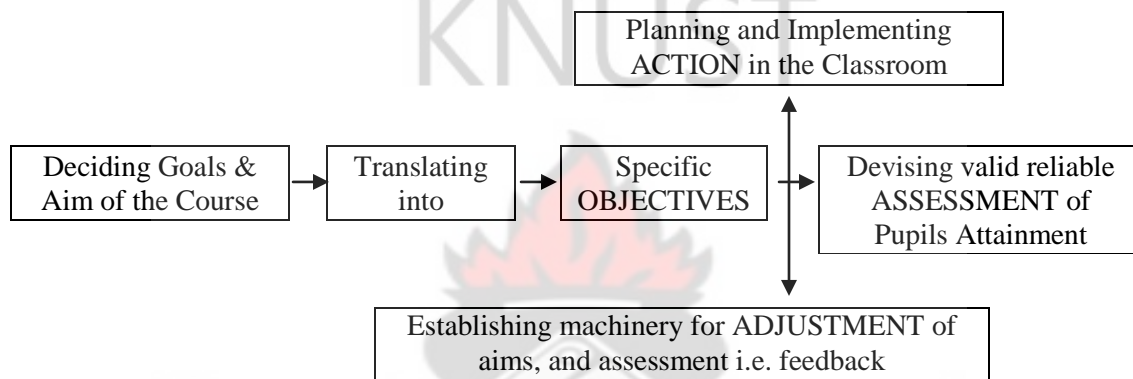 KNUST
Planning and Implementing
ACTION in the Classroom
Deciding Goals &
Aim of the Course
Translating
into
Specific
OBJECTIVES
Devising valid reliable
ASSESSMENT of
Pupils Attainment
Establishing machinery for ADJUSTMENT of
aims, and assessment i.e. feedback